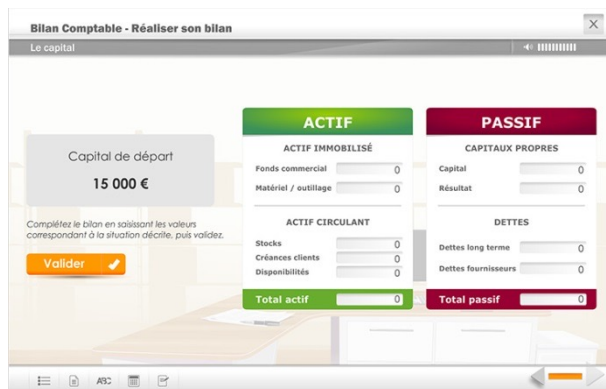 Bilan Comptable - Réaliser son bilan
Le capital
Capital de départ
15 000 €
Complétez le bilan en saisissant les valeurs
correspondant à la situation décrite, puis validez.
Valider
ACTIF
ACTIF IMMOBILISÉ
Fonds commercial 0
Matériel / outillage 0
ACTIF CIRCULANT
Stocks 0
Créances clients 0
Disponibilités 0
Total actif 0
PASSIF
CAPITAUX PROPRES
Capital 0
Résultat 0
DETTES
Dettes long terme 0
Dettes fournisseurs 0
Total passif 0
ABC